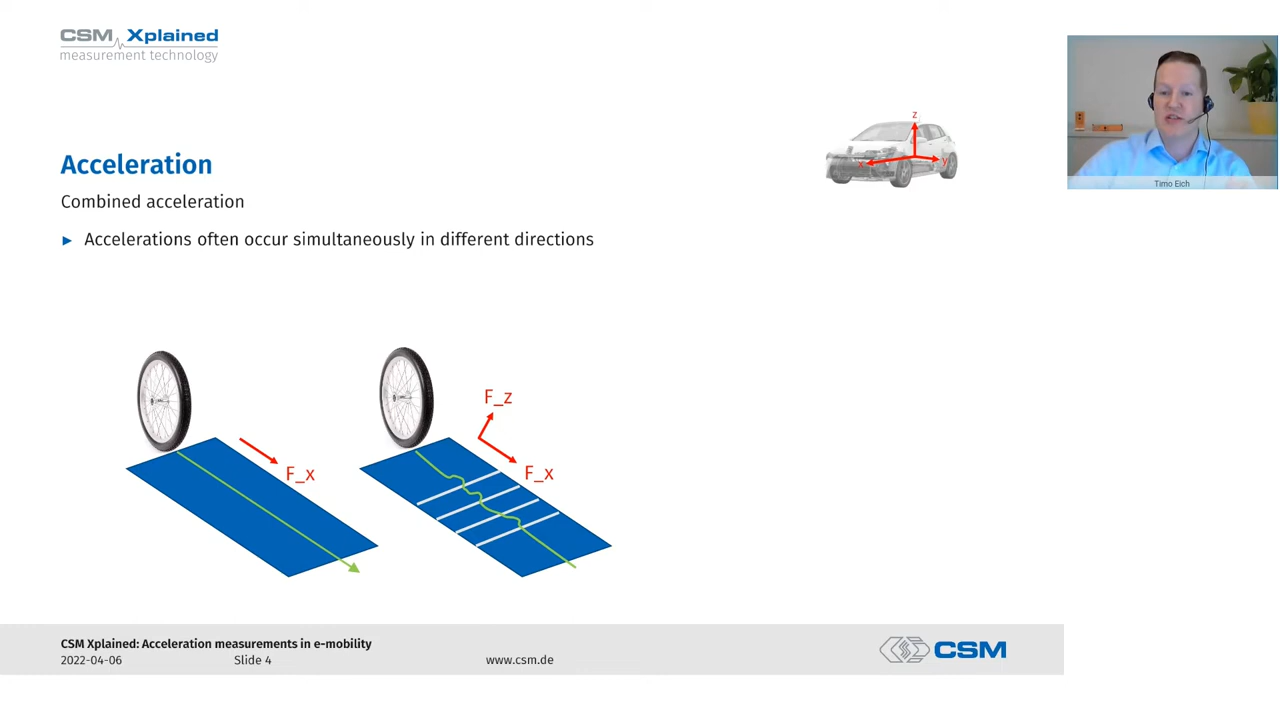 CSM Xplained
measurement technology
z
x
y
Timo Eich
Acceleration
Combined acceleration
► Accelerations often occur simultaneously in different directions
F_x
F_z
F_x
CSM Xplained: Acceleration measurements in e-mobility
2022-04-06 Slide 4 www.csm.de
CSM